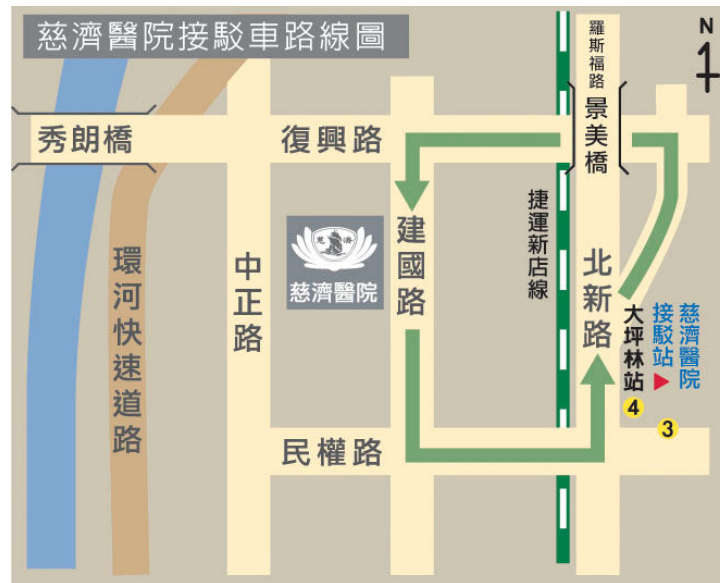 慈濟醫院接駁車路線圖
N
羅斯福路
景美橋
秀朗橋
復興路
捷運新店線
建國路
慈濟
慈濟醫院
中正路
環河快速道路
北新路
大坪林站
4
慈濟醫院
接駁站
3
民權路